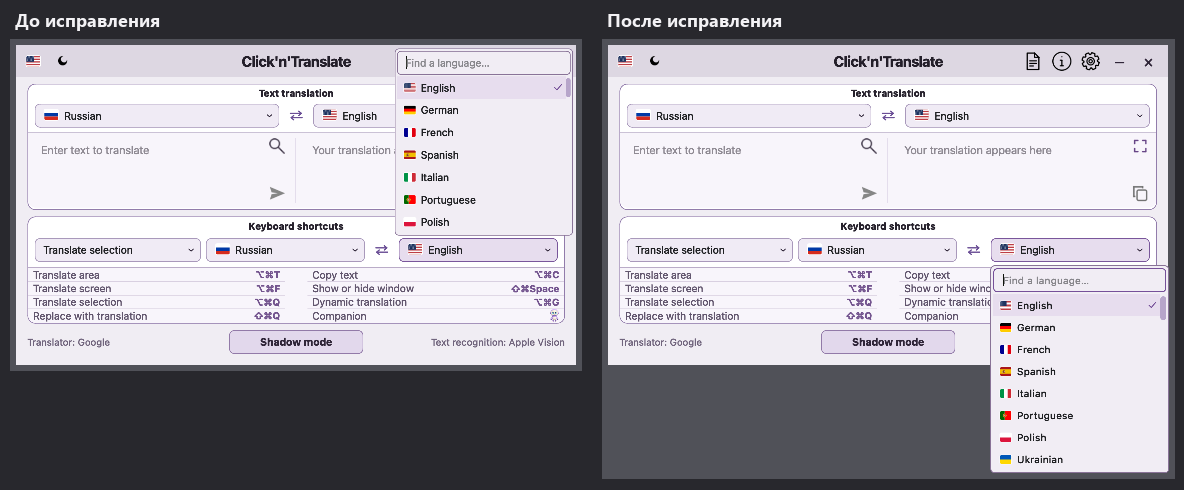 До исправления
Click'n'Translate
Find a language...
English
German
French
Spanish
Italian
Portuguese
Polish
Text translation
Russian
English
Enter text to translate
Your translation a
Keyboard shortcuts
Translate selection
Russian
English
Translate area ⌥⌘T Copy text ⌥⌘C
Translate screen ⌥⌘F Show or hide window ⇧⌘Space
Translate selection ⌥⌘Q Dynamic translation ⌥⌘G
Replace with translation ⇧⌘Q Companion
Translator: Google
Shadow mode
Text recognition: Apple Vision
После исправления
Click'n'Translate
Text translation
Russian
English
Enter text to translate
Your translation appears here
Keyboard shortcuts
Translate selection
Russian
English
Translate area ⌥⌘T Copy text
Translate screen ⌥⌘F Show or hide win
Translate selection ⌥⌘Q Dynamic translati
Replace with translation ⇧⌘Q Companion
Translator: Google
Shadow mode
Find a language...
English
German
French
Spanish
Italian
Portuguese
Polish
Ukrainian